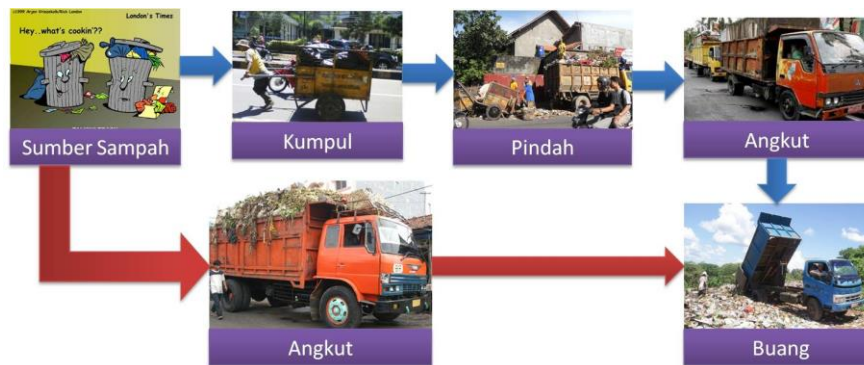 London's Times
Hey..what's cookin'??
Sumber Sampah
Kumpul
Pindah
Angkut
Angkut
Buang